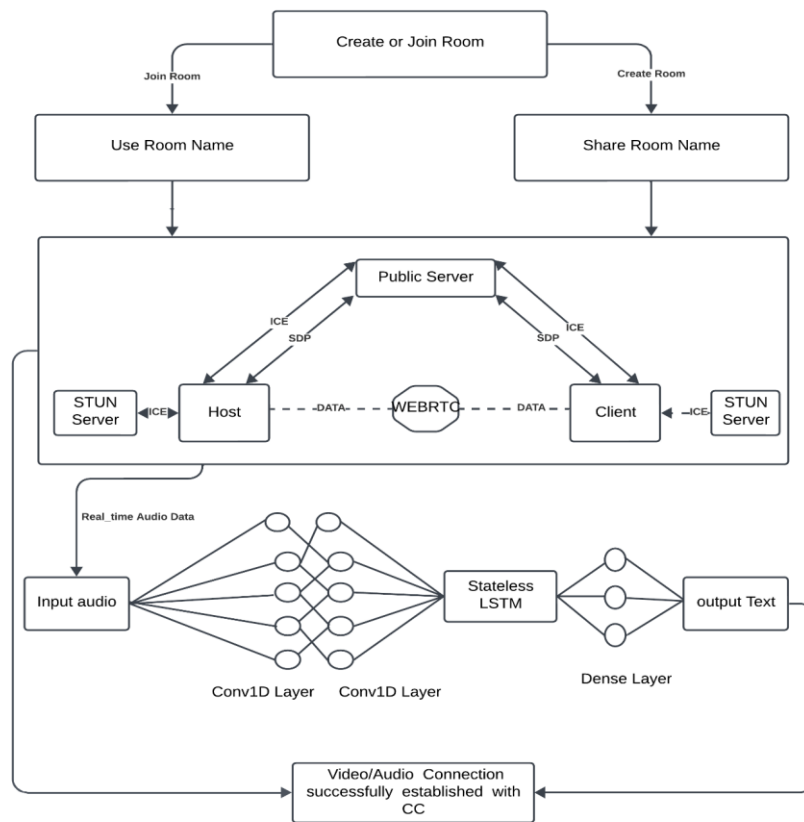 Create or Join Room
Join Room
Create Room
Use Room Name
Share Room Name
Public Server
ICE
SDP
ICE
SDP
STUN
Server
ICE
Host
DATA
WEBRTC
DATA
Client
ICE
STUN
Server
Real_time Audio Data
Input audio
Stateless
LSTM
output Text
Conv1D Layer
Conv1D Layer
Dense Layer
Video/Audio Connection
successfully established with
CC